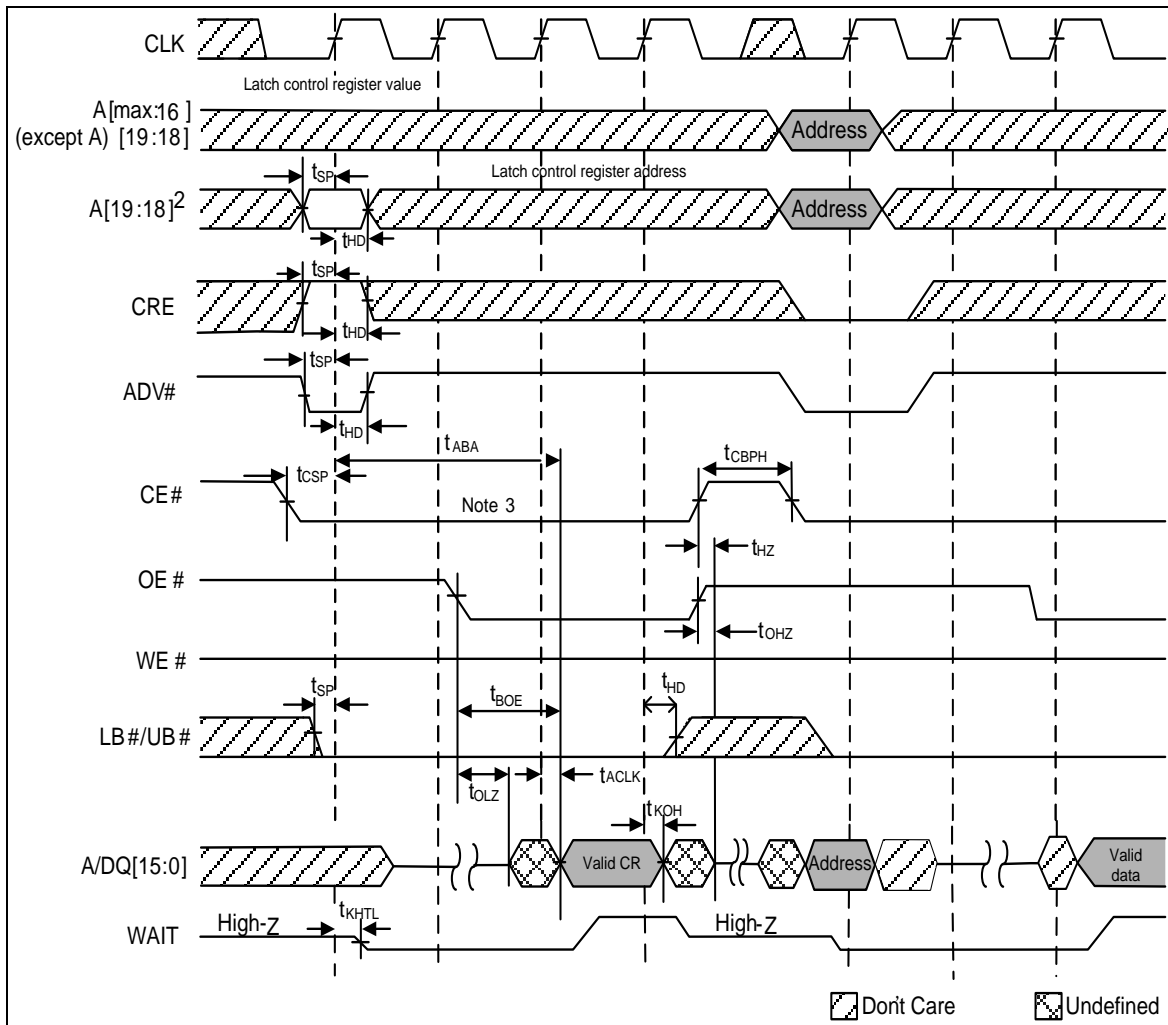 CLK
Latch control register value
A[max:16 ]
(except A) [19:18]
Address
tSP
Latch control register address
A[19:18]2
Address
tHD
tSP
CRE
tHD
tSP
ADV#
tHD
tABA
tCSP
tCBPH
CE#
Note 3
tHZ
OE #
tOHZ
WE #
tSP
tHD
tBOE
LB#/UB#
tACLK
tOLZ
tKOH
A/DQ[15:0]
Valid CR
Address
Valid
data
tKHTL
High-Z
High-Z
WAIT
Don't Care
Undefined